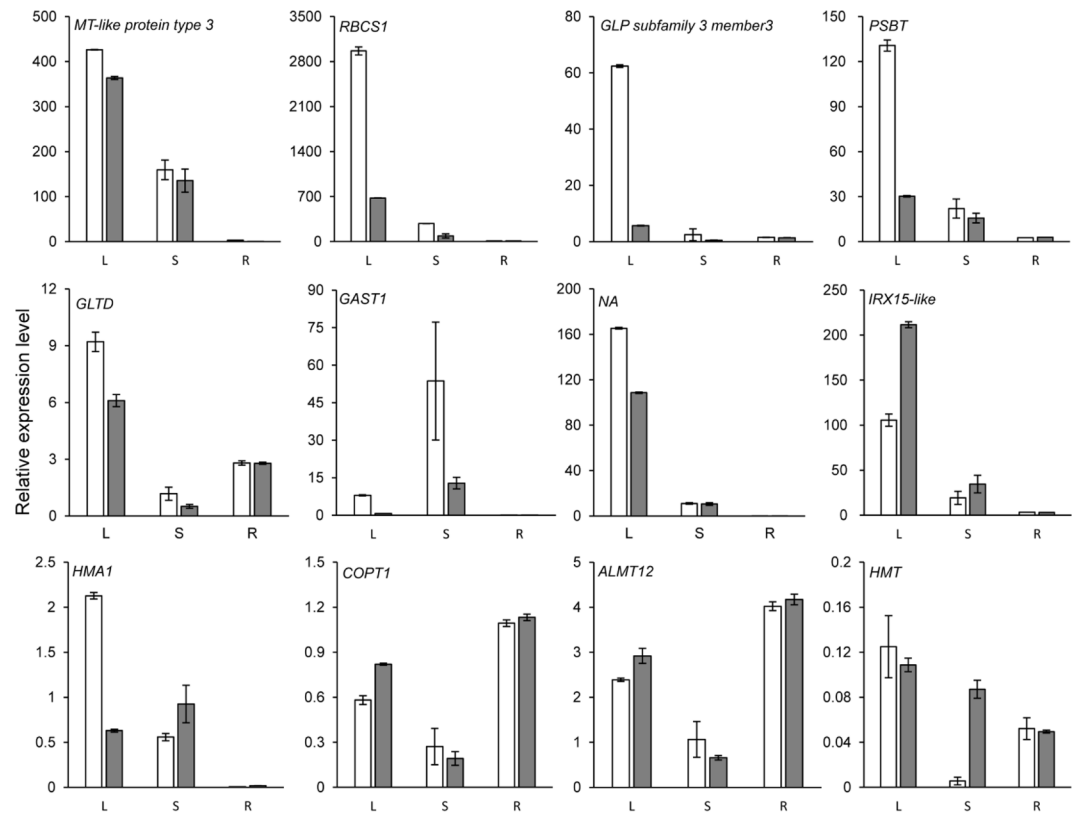 MT-like protein type 3
500
400
300
200
100
0
L S R
RBCS1
3500
2800
2100
1400
700
0
L S R
GLP subfamily 3 member3
80
60
40
20
0
L S R
PSBT
150
120
90
60
30
0
L S R
Relative expression level
GLTD
12
9
6
3
0
L S R
GAST1
90
75
60
45
30
15
0
L S R
NA
200
160
120
80
40
0
L S R
IRX15-like
250
200
150
100
50
0
L S R
HMA1
2.5
2
1.5
1
0.5
0
L S R
COPT1
1.5
1.2
0.9
0.6
0.3
0
L S R
ALMT12
5
4
3
2
1
0
L S R
HMT
0.2
0.16
0.12
0.08
0.04
0
L S R